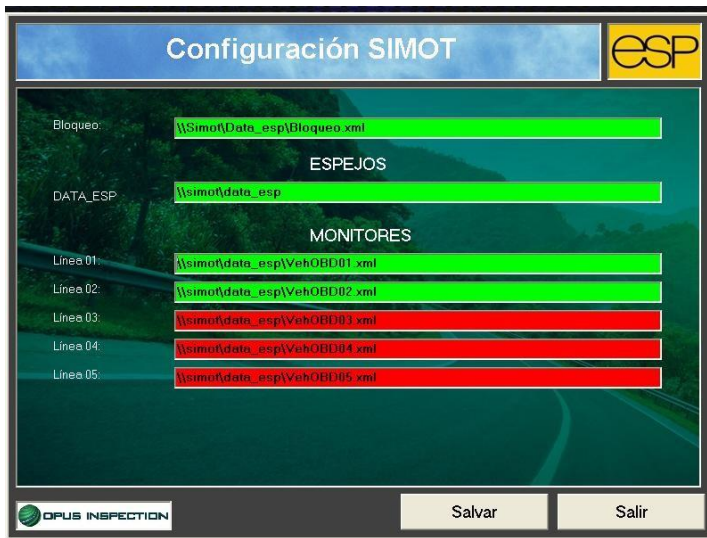 Configuración SIMOT
esp
Bloqueo:
\\Simot\Data_esp\Bloqueo.xml
ESPEJOS
DATA_ESP
\\simot\data_esp
MONITORES
Línea 01:
\\simot\data_esp\VehOBD01.xml
Línea 02:
\\simot\data_esp\VehOBD02.xml
Línea 03:
\\simot\data_esp\VehOBD03.xml
Línea 04:
\\simot\data_esp\VehOBD04.xml
Línea 05:
\\simot\data_esp\VehOBD05.xml
OPUS INSPECTION
Salvar
Salir